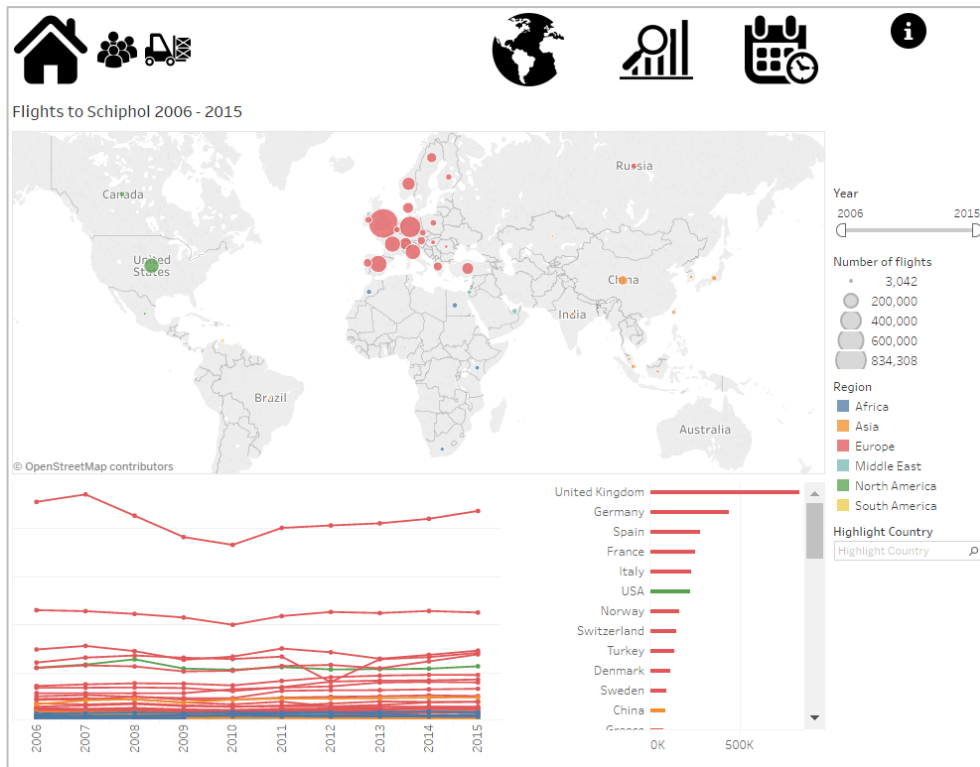 Flights to Schiphol 2006 - 2015
Russia
Canada
United
States
China
India
Brazil
Australia
© OpenStreetMap contributors
Year
2006 2015
Number of flights
3,042
200,000
400,000
600,000
834,308
Region
Africa
Asia
Europe
Middle East
North America
South America
Highlight Country
Highlight Country
United Kingdom
Germany
Spain
France
Italy
USA
Norway
Switzerland
Turkey
Denmark
Sweden
China
Greece
0K 500K
2006 2007 2008 2009 2010 2011 2012 2013 2014 2015